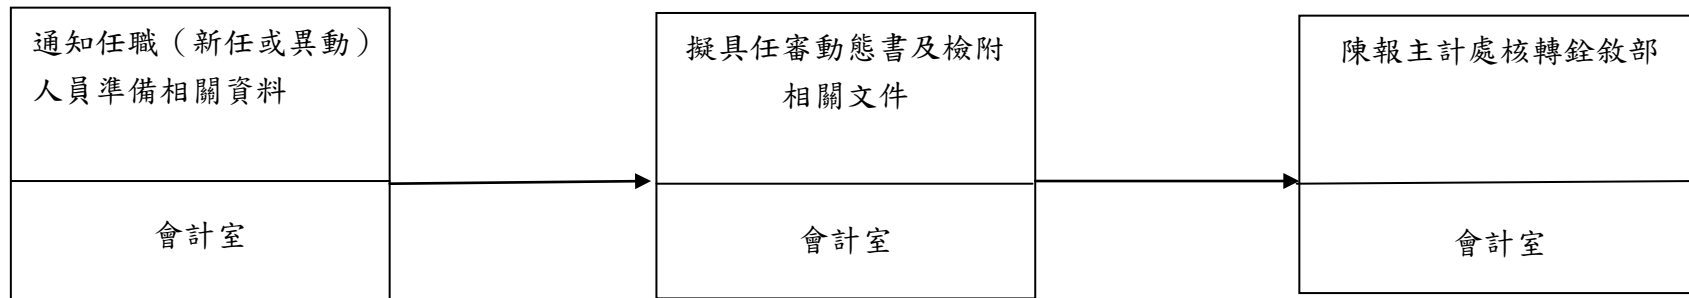 通知任職（新任或異動）
人員準備相關資料
會計室
擬具任審動態書及檢附
相關文件
會計室
陳報主計處核轉銓敘部
會計室